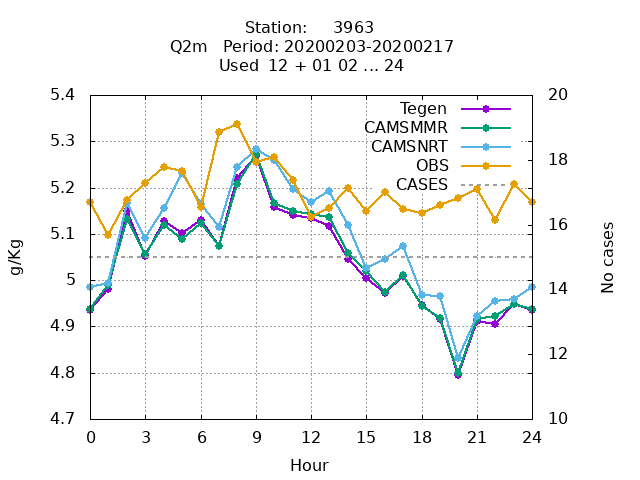 Station: 3963
Q2m Period: 20200203-20200217
Used 12 + 01 02 ... 24
5.4
5.3
5.2
5.1
5
4.9
4.8
4.7
g/Kg
20
18
16
14
12
10
No cases
Tegen
CAMSMMR
CAMSNRT
OBS
CASES
0 3 6 9 12 15 18 21 24
Hour